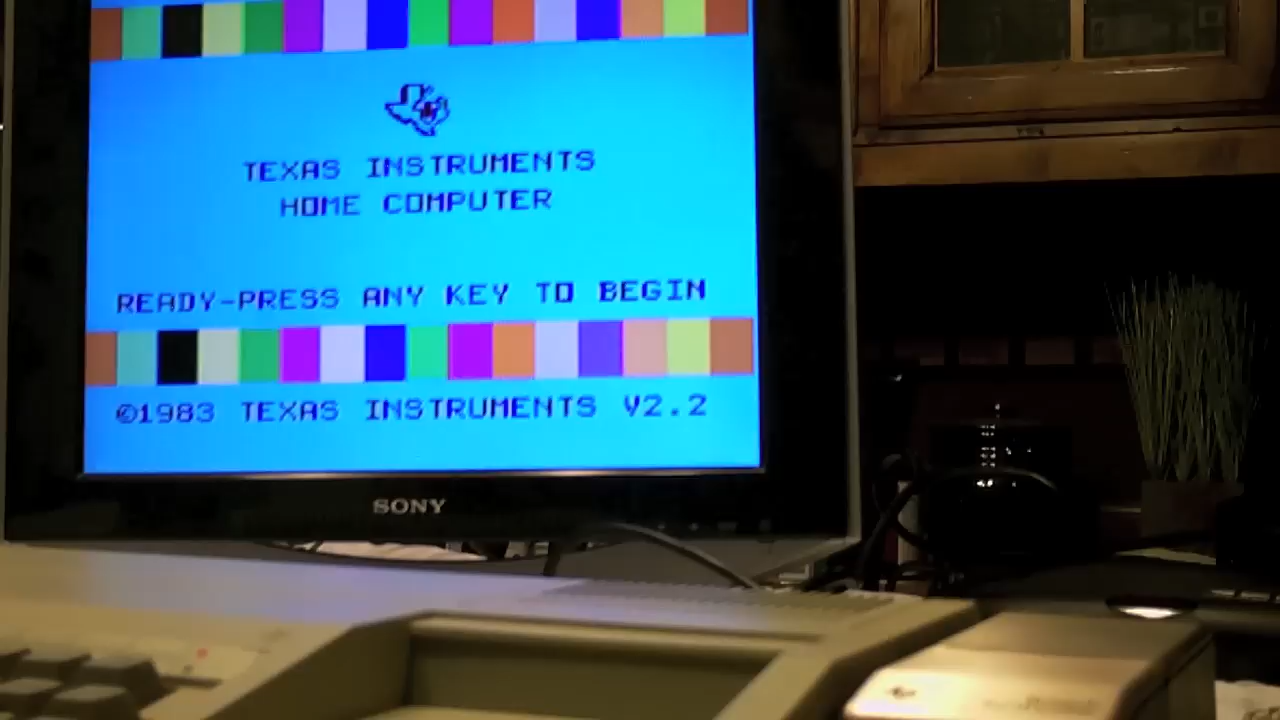 TEXAS INSTRUMENTS
HOME COMPUTER
READY-PRESS ANY KEY TO BEGIN
©1983 TEXAS INSTRUMENTS V2.2
SONY